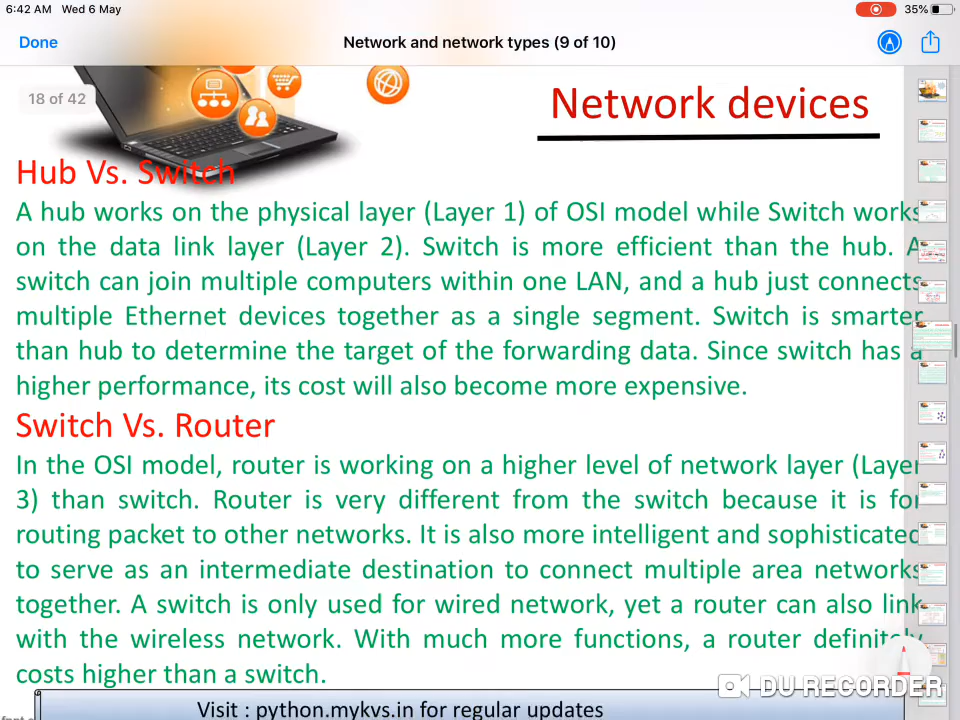 6:42 AM Wed 6 May
35%
Done
Network and network types (9 of 10)
18 of 42
Network devices
Hub Vs. Switch
A hub works on the physical layer (Layer 1) of OSI model while Switch works
on the data link layer (Layer 2). Switch is more efficient than the hub. A
switch can join multiple computers within one LAN, and a hub just connects
multiple Ethernet devices together as a single segment. Switch is smarter
than hub to determine the target of the forwarding data. Since switch has a
higher performance, its cost will also become more expensive.
Switch Vs. Router
In the OSI model, router is working on a higher level of network layer (Layer
3) than switch. Router is very different from the switch because it is for
routing packet to other networks. It is also more intelligent and sophisticated
to serve as an intermediate destination to connect multiple area networks
together. A switch is only used for wired network, yet a router can also link
with the wireless network. With much more functions, a router definitely
costs higher than a switch.
DU RECORDER
Visit : python.mykvs.in for regular updates